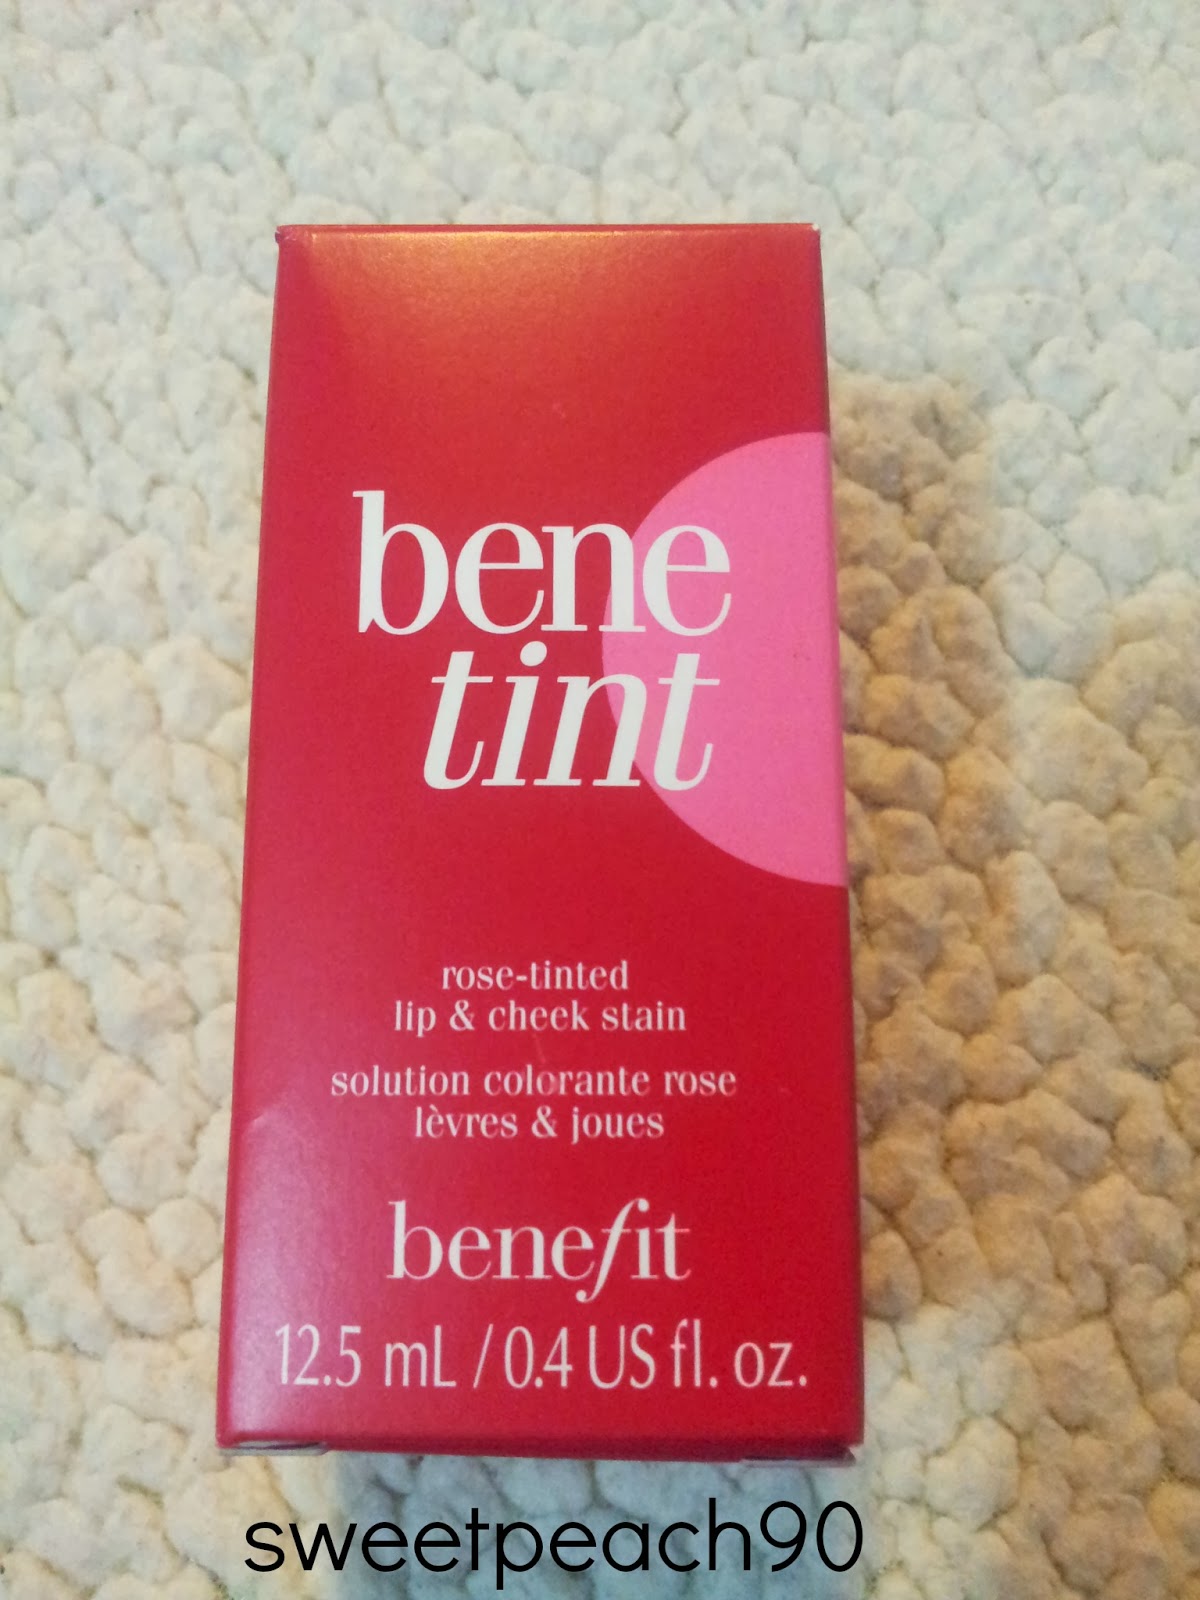 bene
tint
rose-tinted
lip & cheek stain
solution colorante rose
lèvres & joues
benefit
12.5 mL / 0.4 US fl. oz.
sweetpeach90